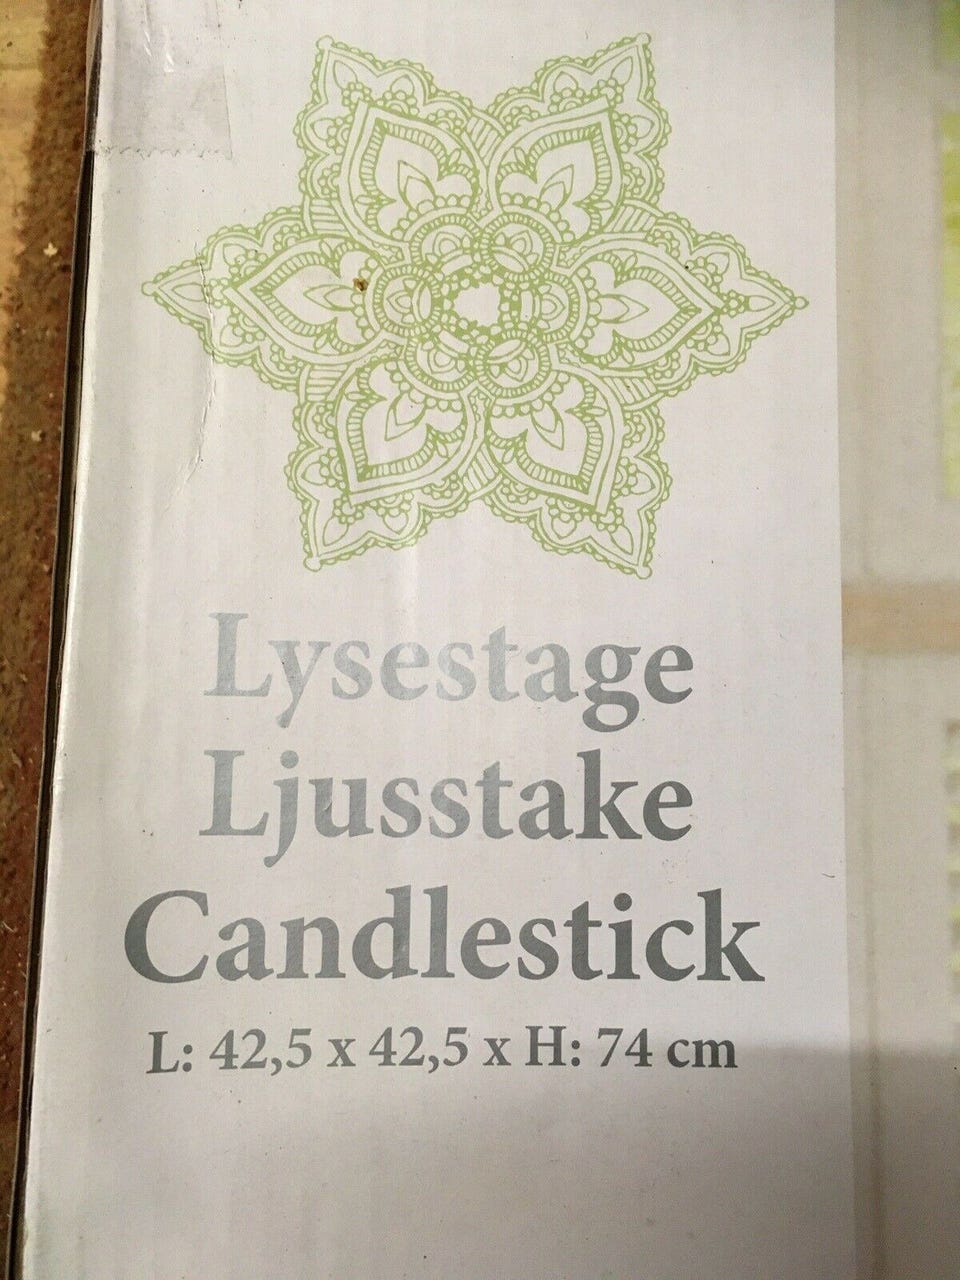 Lysestage
Ljusstake
Candlestick
L: 42,5 x 42,5 x H: 74 cm